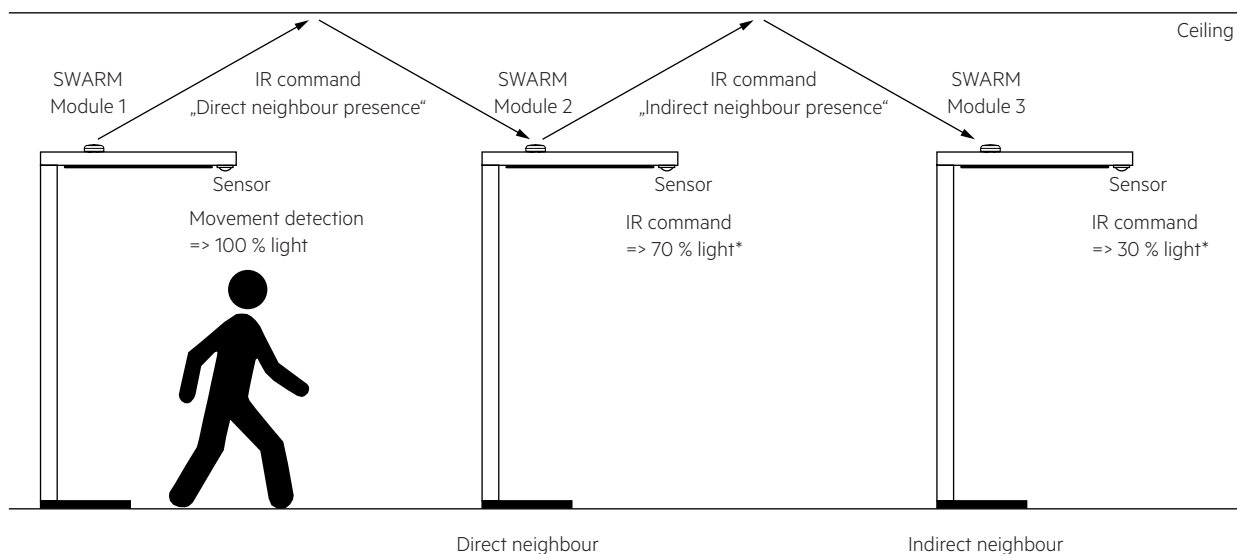 Ceiling
SWARM
Module 1
IR command
„Direct neighbour presence“
SWARM
Module 2
IR command
„Indirect neighbour presence“
SWARM
Module 3
Sensor
Movement detection
=> 100 % light
Sensor
IR command
=> 70 % light*
Sensor
IR command
=> 30 % light*
Direct neighbour
Indirect neighbour